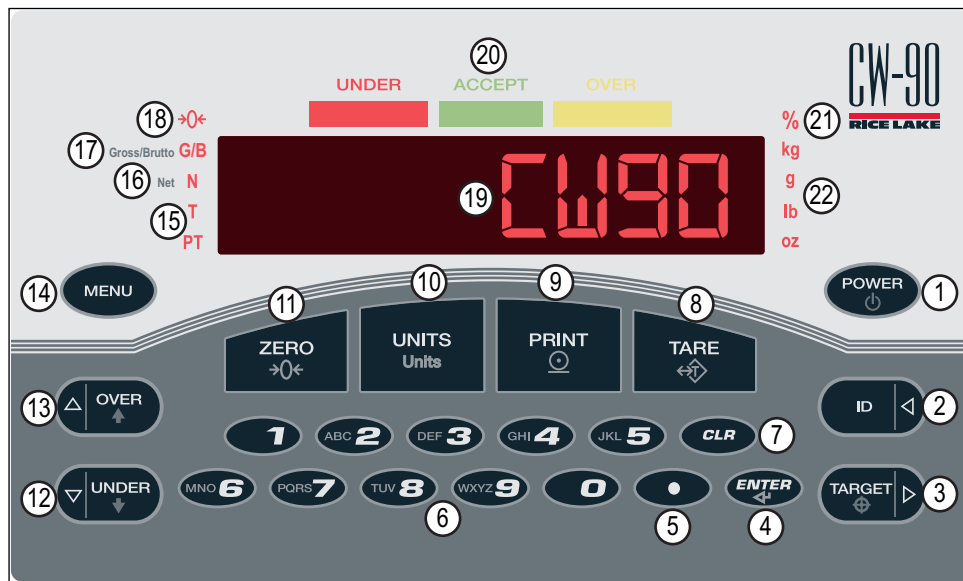 20
UNDER ACCEPT OVER
CW-90
RICE LAKE
18 →0← % 21
17 Gross/Brutto G/B kg
16 Net N g
19 CW90 22
15 T lb
PT oz
14 MENU POWER 1
11 10 9 8
ZERO UNITS PRINT TARE
→0← Units T
13 OVER ID 2
1 ABC 2 DEF 3 GHI 4 JKL 5 CLR 7
12 UNDER TARGET 3
MNO 6 PQRS 7 TUV 8 WXYZ 9 0 • ENTER
6 5 4